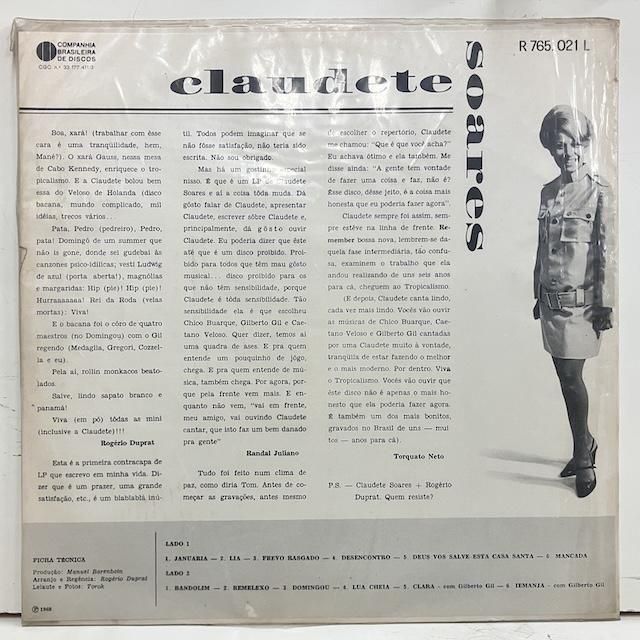 COMPANHIA
BRASILEIRA
DE DISCOS
CGC n.º 33.177.411/3
R 765.021 L
claudete
soares
Boa, xará! (trabalhar com êsse
cara é uma tranqüilidade, hem,
Mané?). O xará Gauss, nessa mesa
de Cabo Kennedy, enriquece o tro-
picalismo. E a Claudete bolou bem
essa do Veloso de Holanda (disco
bacana, mundo complicado, mil
idéias, trecos vários...
Pata, Pedro (pedreiro), Pedro,
pata! Domingô de um summer que
não is gone, donde sei gudebai às
canzones psico-idílicas; vesti Ludwig
de azul (porta aberta!), magnólias
e margaridas: Hip (pie)! Hip (pie)!
Hurraaaaaaa! Rei da Roda (velas
mortas): Viva!
E o bacana foi o côro de quatro
maestros (no Domingou) com o Gil
regendo (Medaglia, Gregori, Cozzel-
la e eu).
Pela aí, rollin monkacos beato-
lados.
Salve, lindo sapato branco e
panamá!
Viva (em pó) tôdas as mini
(inclusive a Claudete)!!!
Rogério Duprat
Esta é a primeira contracapa de
LP que escrevo em minha vida. Di-
zer que é um prazer, uma grande
satisfação, etc., é um blablablá inú-
til. Todos podem imaginar que se
não fôsse satisfação, não teria sido
escrita. Não sou obrigado.
Mas há um gostinho especial
nisso. É que é um LP de Claudete
Soares e aí a coisa tôda muda. Dá
gôsto falar de Claudete, apresentar
Claudete, escrever sôbre Claudete e,
principalmente, dá gôsto ouvir
Claudete. Eu poderia dizer que êste
até que é um disco proibido. Proi-
bido para todos que têm mau gôsto
musical... disco proibido para os
que não têm sensibilidade, porque
Claudete é tôda sensibilidade. Tão
sensibilidade ela é que escolheu
Chico Buarque, Gilberto Gil e Cae-
tano Veloso. Quer dizer, temos aí
uma quadra de ases. E pra quem
entende um pouquinho de jôgo,
chega. E pra quem entende de mú-
sica, também chega. Por agora, por-
que pela frente vem mais. E en-
quanto não vem, "vai em frente,
meu amigo, vai ouvindo Claudete
cantar, que isto faz um bem danado
pra gente"
Randal Juliano
Tudo foi feito num clima de
paz, como diria Tom. Antes de co-
meçar as gravações, antes mesmo
de escolher o repertório, Claudete
me chamou: "Que é que você acha?"
Eu achava ótimo e ela também. Me
disse ainda: "A gente tem vontade
de fazer uma coisa e faz, não é?
Êsse disco, dêsse jeito, é a coisa mais
honesta que eu poderia fazer agora".
Claudete sempre foi assim, sem-
pre estêve na linha de frente. Re-
member bossa nova, lembrem-se da-
quela fase intermediária, tão confu-
sa, examinem o trabalho que ela
andou realizando de uns seis anos
para cá, cheguem ao Tropicalismo.
(E depois, Claudete canta lindo,
cada vez mais lindo. Vocês vão ouvir
as músicas de Chico Buarque, Cae-
tano Veloso e Gilberto Gil cantadas
por uma Claudete muito à vontade,
tranqüila de estar fazendo o melhor
e o mais moderno. Por dentro. Viva
o Tropicalismo. Vocês vão ouvir que
êste disco não é apenas o mais ho-
nesto que ela poderia fazer agora.
É também um dos mais bonitos,
gravados no Brasil de uns — mui-
tos — anos para cá).
Torquato Neto
P.S. — Claudete Soares + Rogério
Duprat. Quem resiste?
FICHA TÉCNICA
Produção: Manuel Barenbein
Arranjo e Regência: Rogério Duprat
Leiaute e Fotos: Torok
℗ 1968
LADO 1
1. JANUARIA — 2. LIA — 3. FREVO RASGADO — 4. DESENCONTRO — 5. DEUS VOS SALVE ESTA CASA SANTA — 6. MANCADA
LADO 2
1. BANDOLIM — 2. REMELEXO — 3. DOMINGOU — 4. LUA CHEIA — 5. CLARA - com Gilberto Gil — 6. IEMANJA - com Gilberto Gil